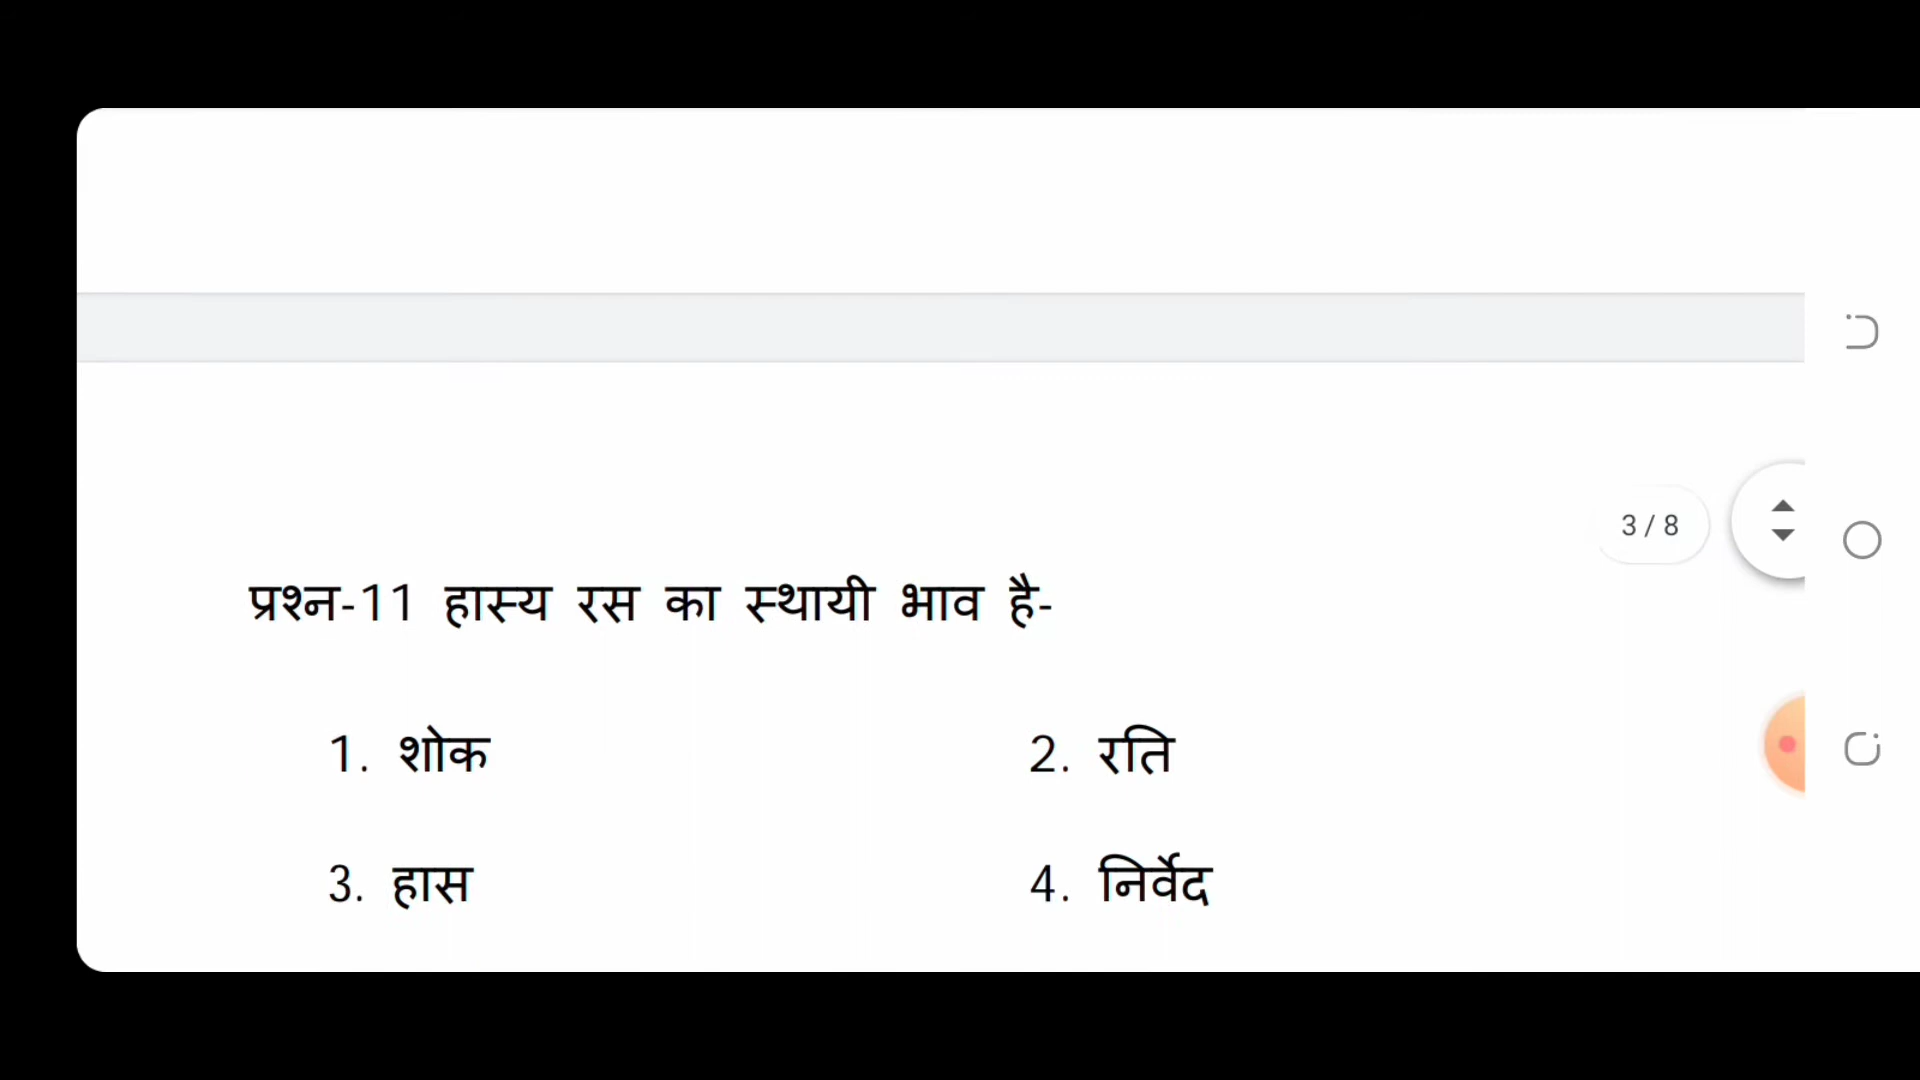 3 / 8
प्रश्न-11 हास्य रस का स्थायी भाव है-
1. शोक 2. रति
3. हास 4. निर्वेद